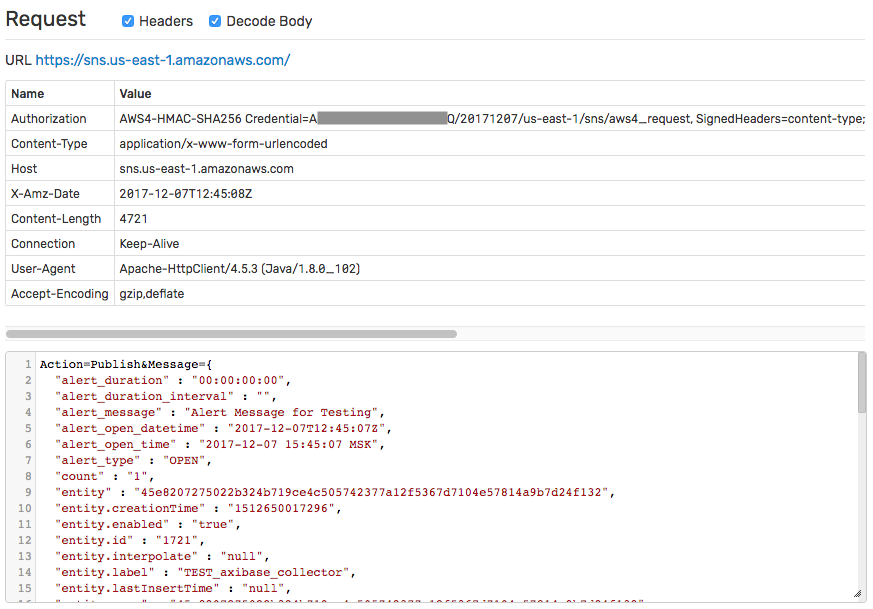 Request Headers Decode Body
URL https://sns.us-east-1.amazonaws.com/
Name Value
Authorization AWS4-HMAC-SHA256 Credential=A Q/20171207/us-east-1/sns/aws4_request, SignedHeaders=content-type;
Content-Type application/x-www-form-urlencoded
Host sns.us-east-1.amazonaws.com
X-Amz-Date 2017-12-07T12:45:08Z
Content-Length 4721
Connection Keep-Alive
User-Agent Apache-HttpClient/4.5.3 (Java/1.8.0_102)
Accept-Encoding gzip,deflate
1 Action=Publish&Message={
2 "alert_duration" : "00:00:00:00",
3 "alert_duration_interval" : "",
4 "alert_message" : "Alert Message for Testing",
5 "alert_open_datetime" : "2017-12-07T12:45:07Z",
6 "alert_open_time" : "2017-12-07 15:45:07 MSK",
7 "alert_type" : "OPEN",
8 "count" : "1",
9 "entity" : "45e8207275022b324b719ce4c505742377a12f5367d7104e57814a9b7d24f132",
10 "entity.creationTime" : "1512650017296",
11 "entity.enabled" : "true",
12 "entity.id" : "1721",
13 "entity.interpolate" : "null",
14 "entity.label" : "TEST_axibase_collector",
15 "entity.lastInsertTime" : "null",